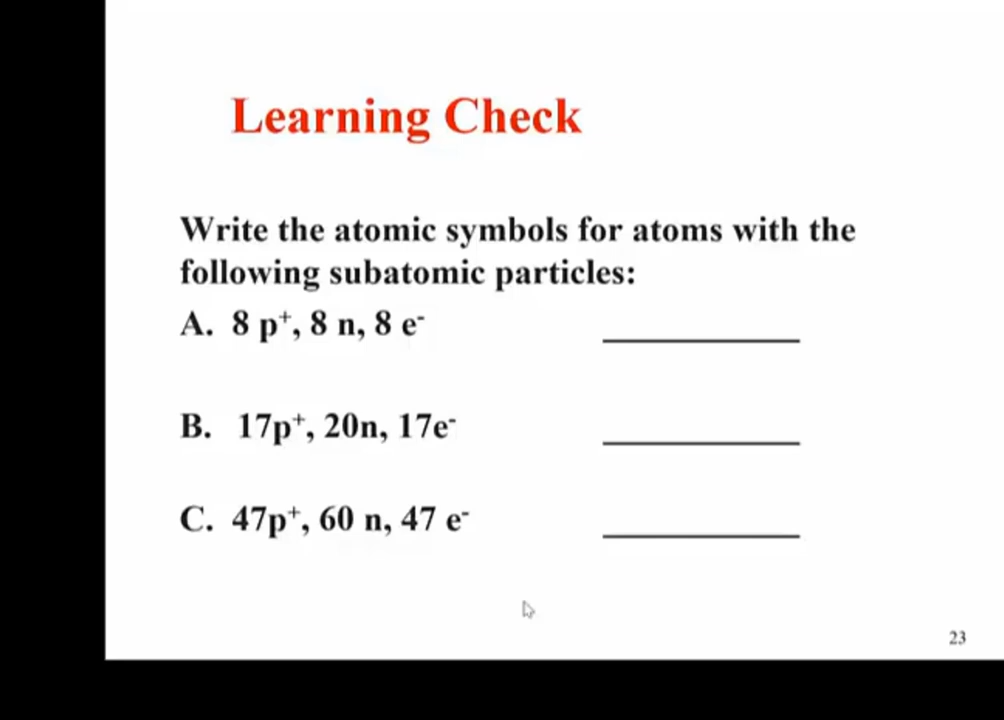 Learning Check
Write the atomic symbols for atoms with the
following subatomic particles:
A. 8 p⁺, 8 n, 8 e⁻
B. 17p⁺, 20n, 17e⁻
C. 47p⁺, 60 n, 47 e⁻
23